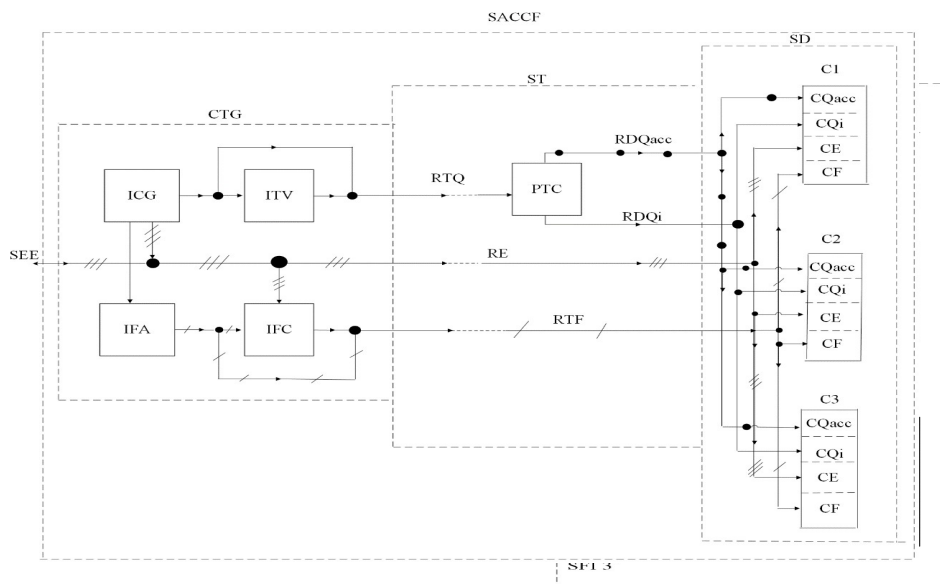 SACCF
SD
ST
C1
CTG
CQacc
CQi
CE
CF
RDQacc
ICG
ITV
RTQ
PTC
RDQi
SEE
RE
C2
CQacc
CQi
CE
CF
IFA
IFC
RTF
C3
CQacc
CQi
CE
CF